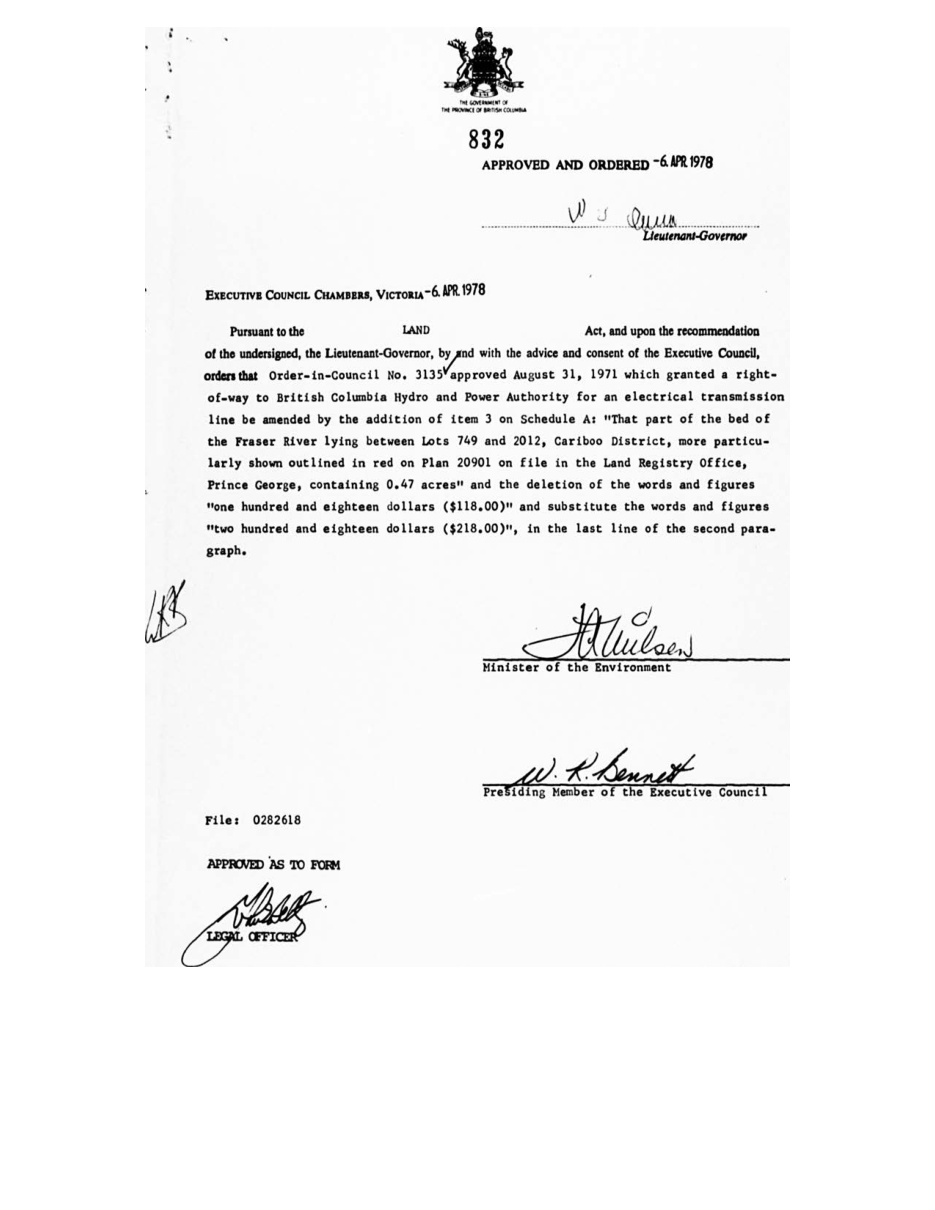 THE GOVERNMENT OF
THE PROVINCE OF BRITISH COLUMBIA
832
APPROVED AND ORDERED -6. APR. 1978
Lieutenant-Governor
EXECUTIVE COUNCIL CHAMBERS, VICTORIA -6. APR. 1978
Pursuant to the LAND Act, and upon the recommendation
of the undersigned, the Lieutenant-Governor, by and with the advice and consent of the Executive Council,
orders that Order-in-Council No. 3135 approved August 31, 1971 which granted a right-
of-way to British Columbia Hydro and Power Authority for an electrical transmission
line be amended by the addition of item 3 on Schedule A: "That part of the bed of
the Fraser River lying between Lots 749 and 2012, Cariboo District, more particu-
larly shown outlined in red on Plan 20901 on file in the Land Registry Office,
Prince George, containing 0.47 acres" and the deletion of the words and figures
"one hundred and eighteen dollars ($118.00)" and substitute the words and figures
"two hundred and eighteen dollars ($218.00)", in the last line of the second para-
graph.
Minister of the Environment
W. R. Bennett
Presiding Member of the Executive Council
File: 0282618
APPROVED AS TO FORM
LEGAL OFFICER